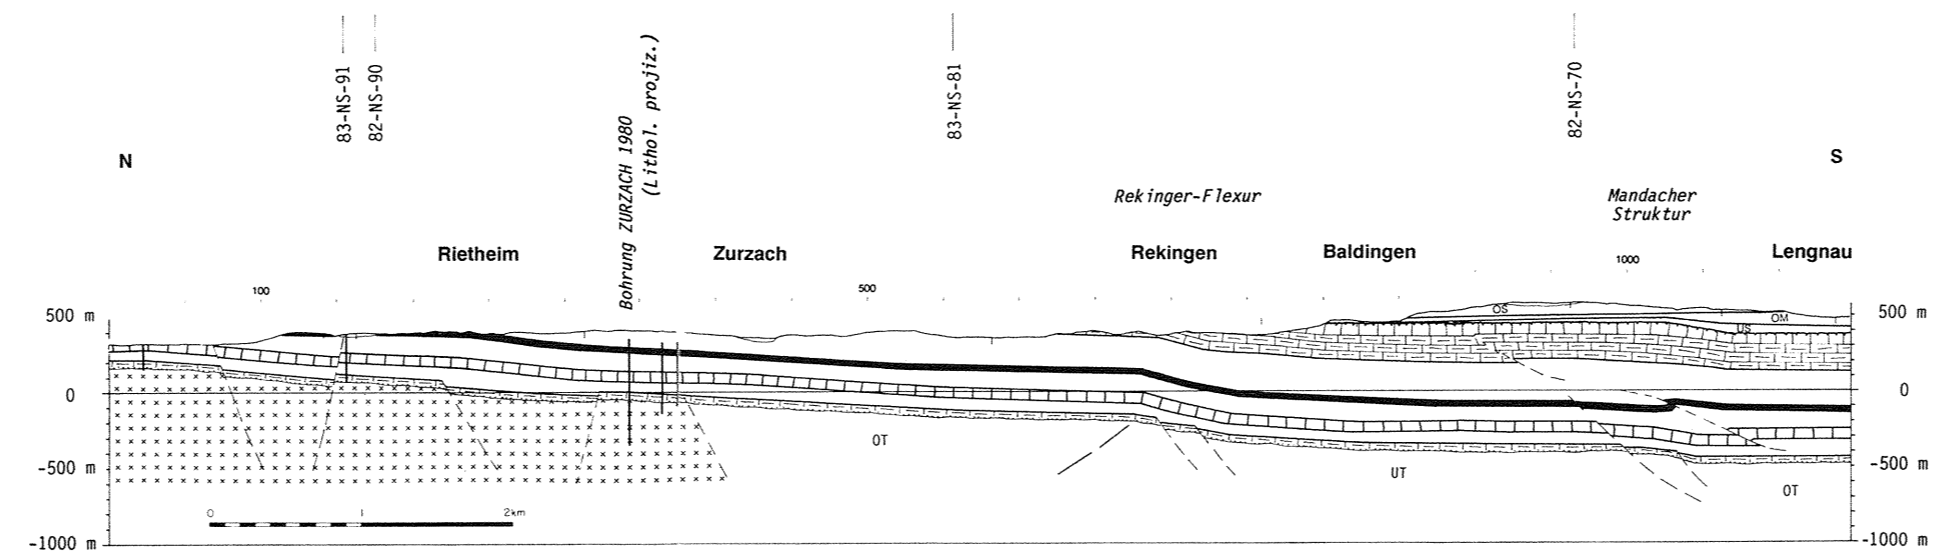 83-NS-91
82-NS-90
Bohrung ZURZACH 1980
(Lithol. projiz.)
83-NS-81
82-NS-70
N
S
Rekinger-Flexur
Mandacher
Struktur
Rietheim
Zurzach
Rekingen
Baldingen
Lengnau
100
500
1000
500 m
0
-500 m
-1000 m
500 m
0
-500 m
-1000 m
OS
OM
US
OT
UT
OT
0 1 2km